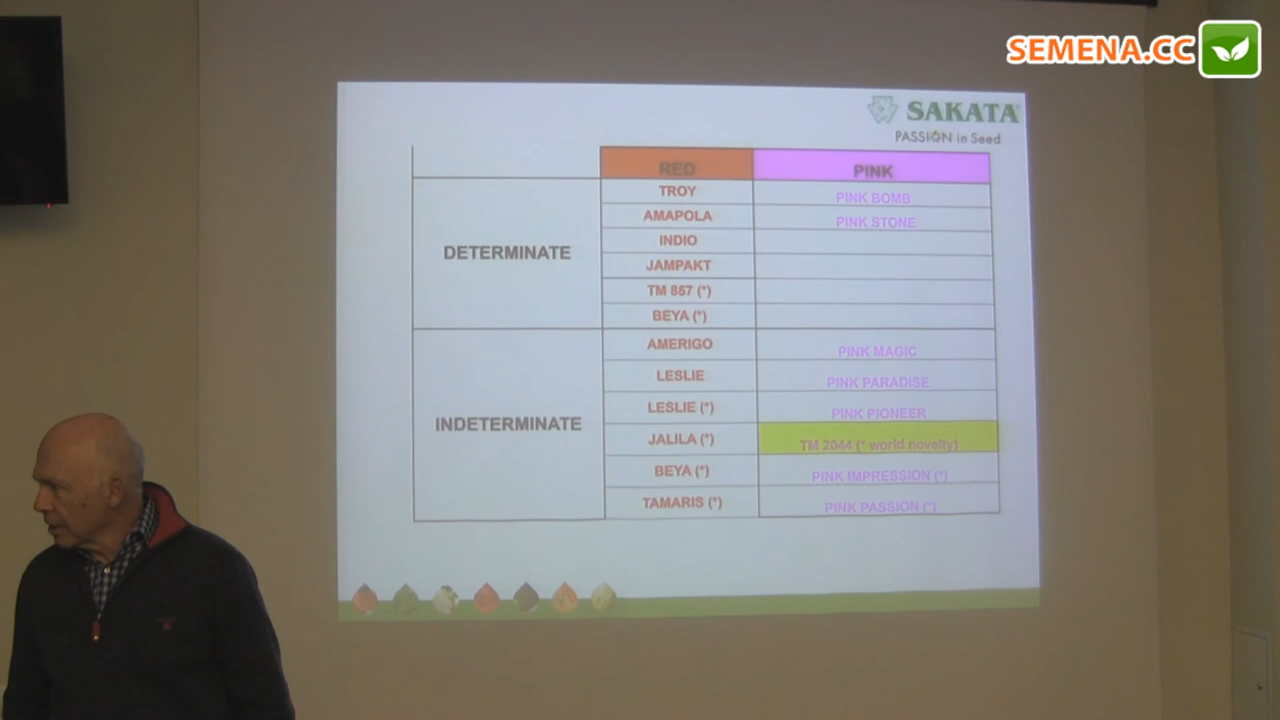 SEMENA.CC
SAKATA
PASSION in Seed
RED PINK
DETERMINATE
TROY PINK BOMB
AMAPOLA PINK STONE
INDIO
JAMPAKT
TM 857 (*)
BEYA (*)
INDETERMINATE
AMERIGO PINK MAGIC
LESLIE PINK PARADISE
LESLIE (*) PINK PIONEER
JALILA (*) TM 2044 (* world novelty)
BEYA (*) PINK IMPRESSION (*)
TAMARIS (*) PINK PASSION (*)